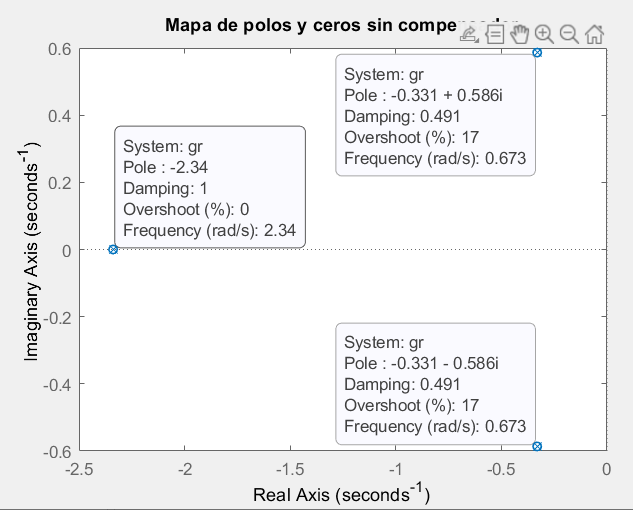 Mapa de polos y ceros sin compe
System: gr
Pole : -0.331 + 0.586i
Damping: 0.491
Overshoot (%): 17
Frequency (rad/s): 0.673
System: gr
Pole : -2.34
Damping: 1
Overshoot (%): 0
Frequency (rad/s): 2.34
System: gr
Pole : -0.331 - 0.586i
Damping: 0.491
Overshoot (%): 17
Frequency (rad/s): 0.673
Imaginary Axis (seconds⁻¹)
0.6
0.4
0.2
0
-0.2
-0.4
-0.6
-2.5 -2 -1.5 -1 -0.5 0
Real Axis (seconds⁻¹)